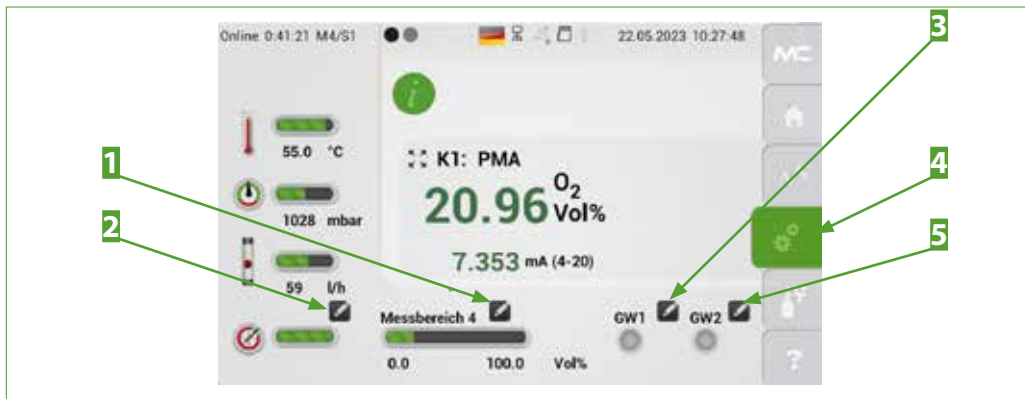 Online 0:41:21 M4/S1 22.05.2023 10:27:48
3
MC
i
1
55.0 °C
K1: PMA
4
20.96 O2 Vol%
2
1028 mbar
5
7.353 mA (4-20)
59 l/h
Messbereich 4 GW1 GW2
0.0 100.0 Vol%
?